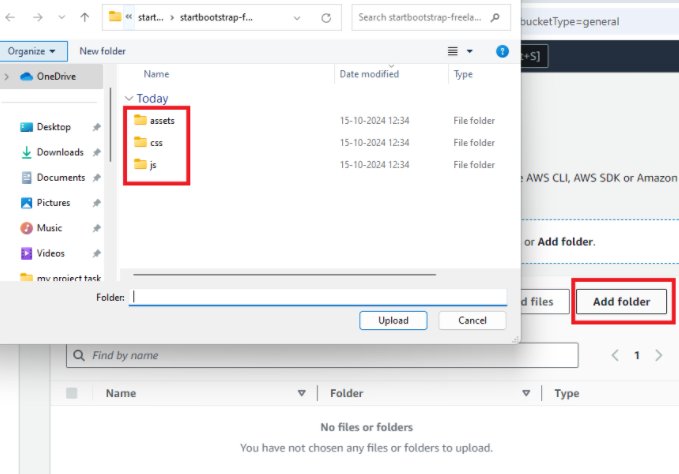 start... > startbootstrap-f...
Search startbootstrap-freela...
bucketType=general
Organize
New folder
t+S]
OneDrive
Name
Date modified
Type
Today
Desktop
assets
15-10-2024 12:34
File folder
Downloads
css
15-10-2024 12:34
File folder
Documents
js
15-10-2024 12:34
File folder
AWS CLI, AWS SDK or Amazon
Pictures
Music
Videos
or Add folder.
my project task
Folder:
d files
Add folder
Upload
Cancel
Find by name
1
Name
Folder
Type
No files or folders
You have not chosen any files or folders to upload.